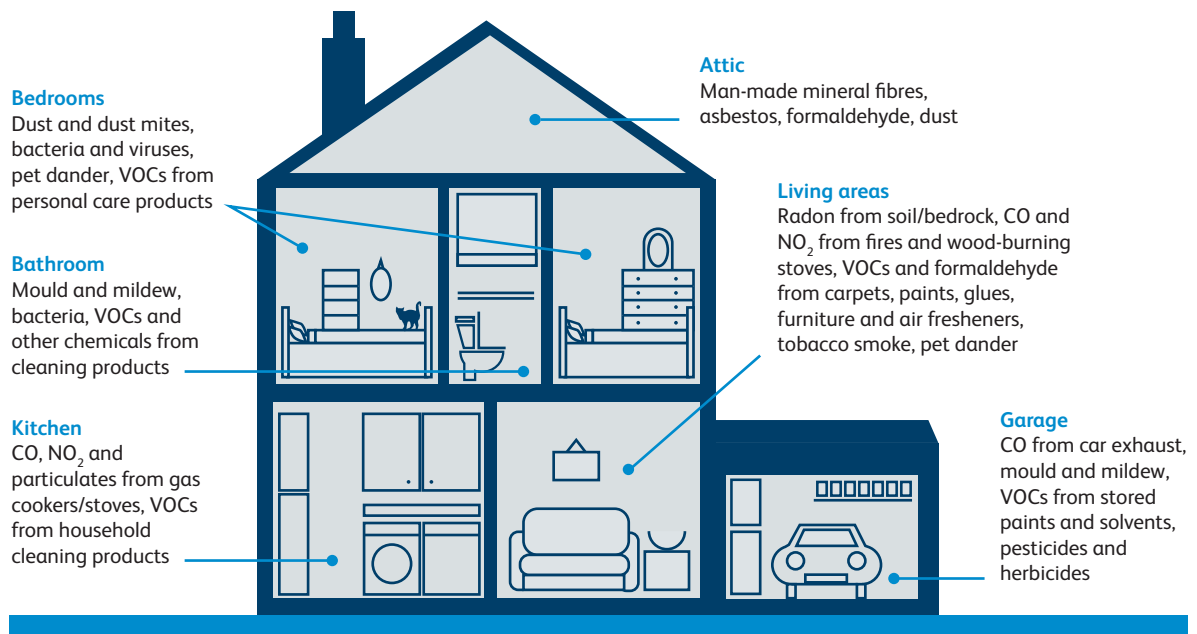 Bedrooms
Dust and dust mites,
bacteria and viruses,
pet dander, VOCs from
personal care products
Bathroom
Mould and mildew,
bacteria, VOCs and
other chemicals from
cleaning products
Kitchen
CO, NO₂ and
particulates from gas
cookers/stoves, VOCs
from household
cleaning products
Attic
Man-made mineral fibres,
asbestos, formaldehyde, dust
Living areas
Radon from soil/bedrock, CO and
NO₂ from fires and wood-burning
stoves, VOCs and formaldehyde
from carpets, paints, glues,
furniture and air fresheners,
tobacco smoke, pet dander
Garage
CO from car exhaust,
mould and mildew,
VOCs from stored
paints and solvents,
pesticides and
herbicides